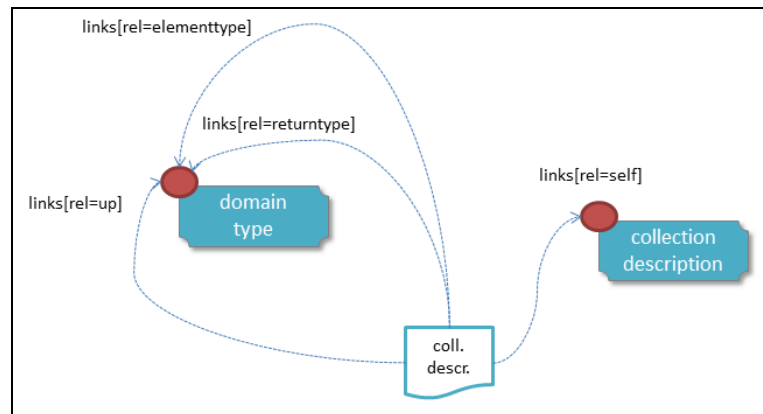 links[rel=elementtype]
links[rel=returntype]
links[rel=up]
domain
type
links[rel=self]
collection
description
coll.
descr.